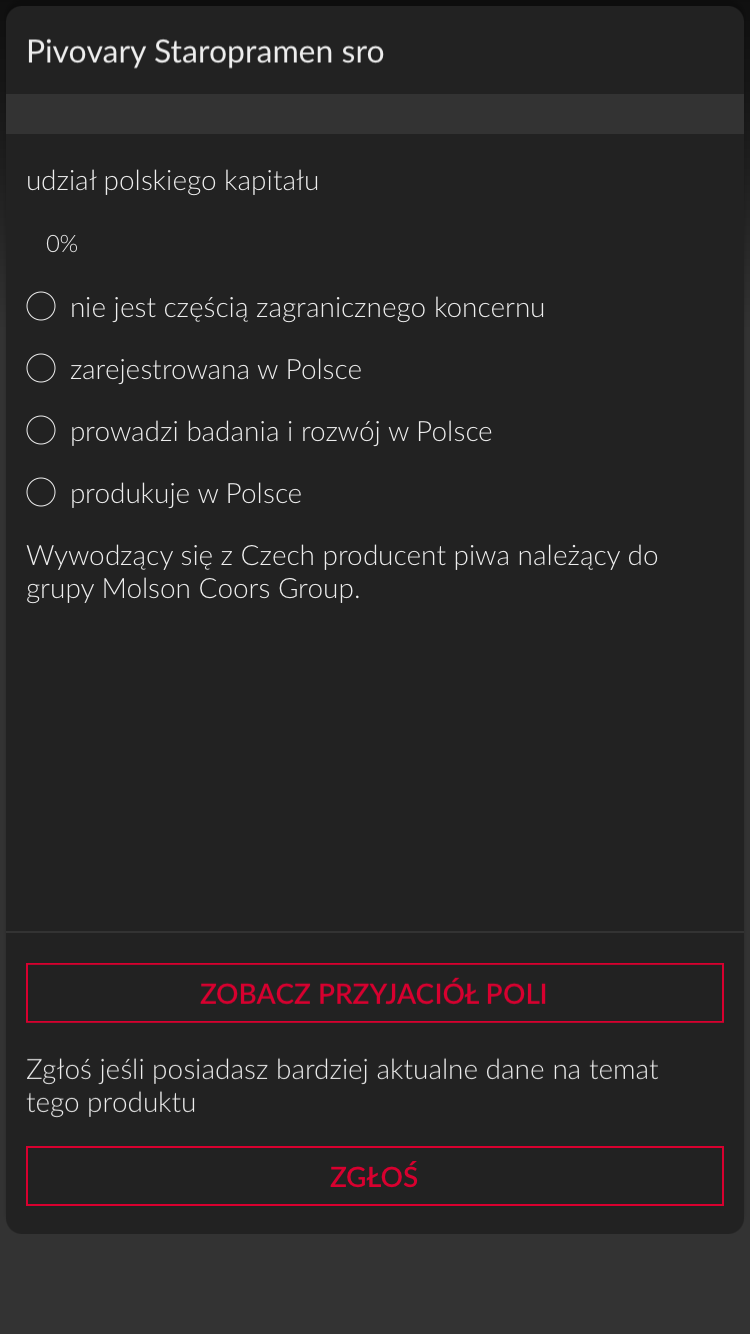 Pivovary Staropramen sro
udział polskiego kapitału
0%
nie jest częścią zagranicznego koncernu
zarejestrowana w Polsce
prowadzi badania i rozwój w Polsce
produkuje w Polsce
Wywodzący się z Czech producent piwa należący do
grupy Molson Coors Group.
ZOBACZ PRZYJACIÓŁ POLI
Zgłoś jeśli posiadasz bardziej aktualne dane na temat
tego produktu
ZGŁOŚ